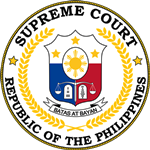 SUPREME COURT
BATAS AT BAYAN
REPUBLIC OF THE PHILIPPINES